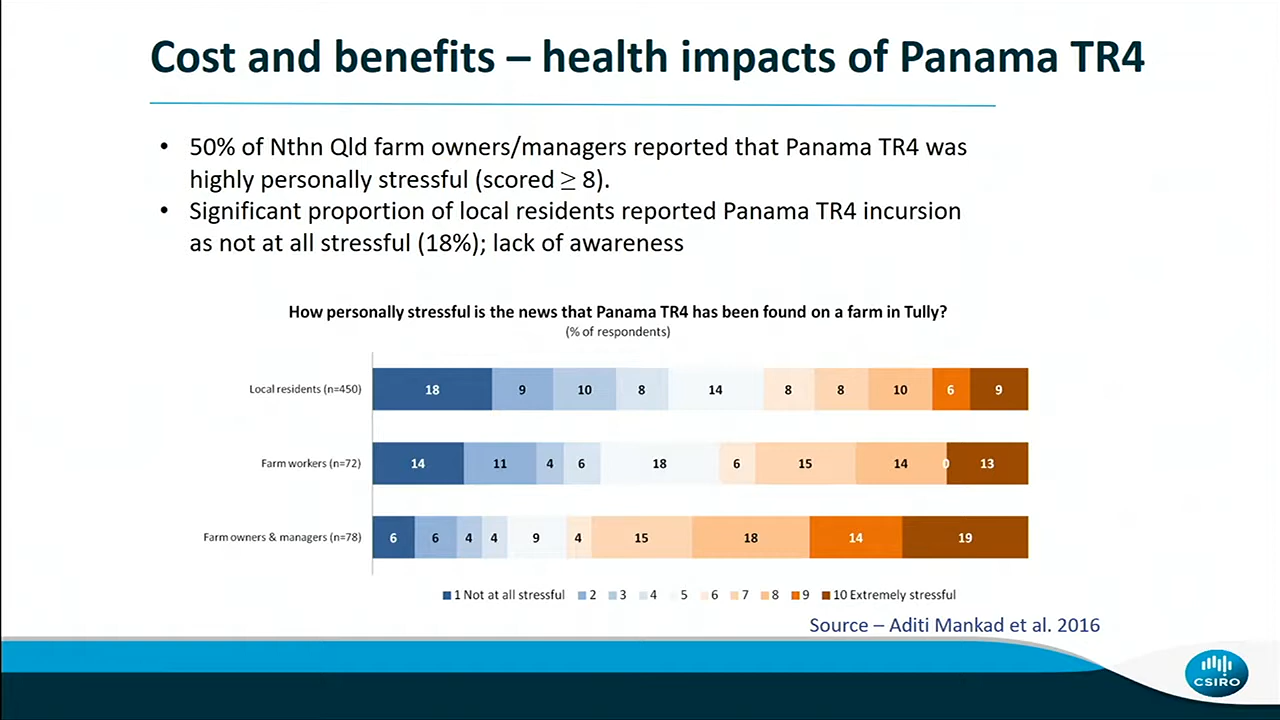 Cost and benefits – health impacts of Panama TR4
• 50% of Nthn Qld farm owners/managers reported that Panama TR4 was
highly personally stressful (scored ≥ 8).
• Significant proportion of local residents reported Panama TR4 incursion
as not at all stressful (18%); lack of awareness
How personally stressful is the news that Panama TR4 has been found on a farm in Tully?
(% of respondents)
Local residents (n=450) 18 9 10 8 14 8 8 10 6 9
Farm workers (n=72) 14 11 4 6 18 6 15 14 0 13
Farm owners & managers (n=78) 6 6 4 4 9 4 15 18 14 19
1 Not at all stressful 2 3 4 5 6 7 8 9 10 Extremely stressful
Source – Aditi Mankad et al. 2016
CSIRO